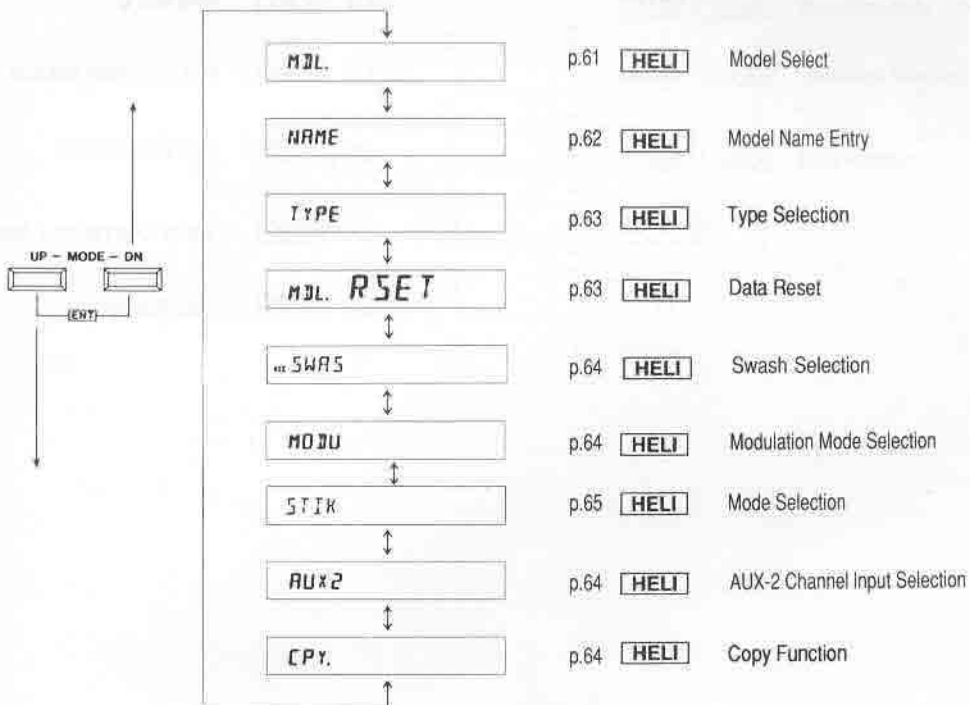 MDL. p.61 HELI Model Select
NAME p.62 HELI Model Name Entry
TYPE p.63 HELI Type Selection
UP – MODE – DN
(ENT)
MDL. RSET p.63 HELI Data Reset
SWAS p.64 HELI Swash Selection
MODU p.64 HELI Modulation Mode Selection
STIK p.65 HELI Mode Selection
AUX2 p.64 HELI AUX-2 Channel Input Selection
CPY. p.64 HELI Copy Function